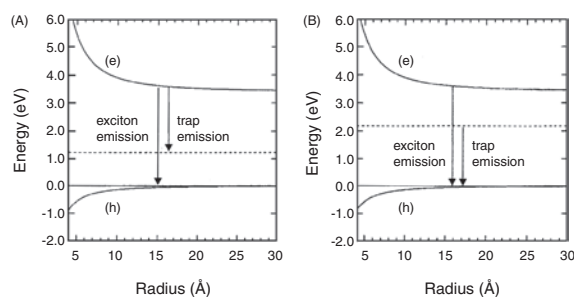 (A)
Energy (eV)
6.0
5.0
4.0
3.0
2.0
1.0
0.0
-1.0
-2.0
(e)
exciton
emission
trap
emission
(h)
5
10
15
20
25
30
Radius (Å)
(B)
Energy (eV)
6.0
5.0
4.0
3.0
2.0
1.0
0.0
-1.0
-2.0
(e)
exciton
emission
trap
emission
(h)
5
10
15
20
25
30
Radius (Å)